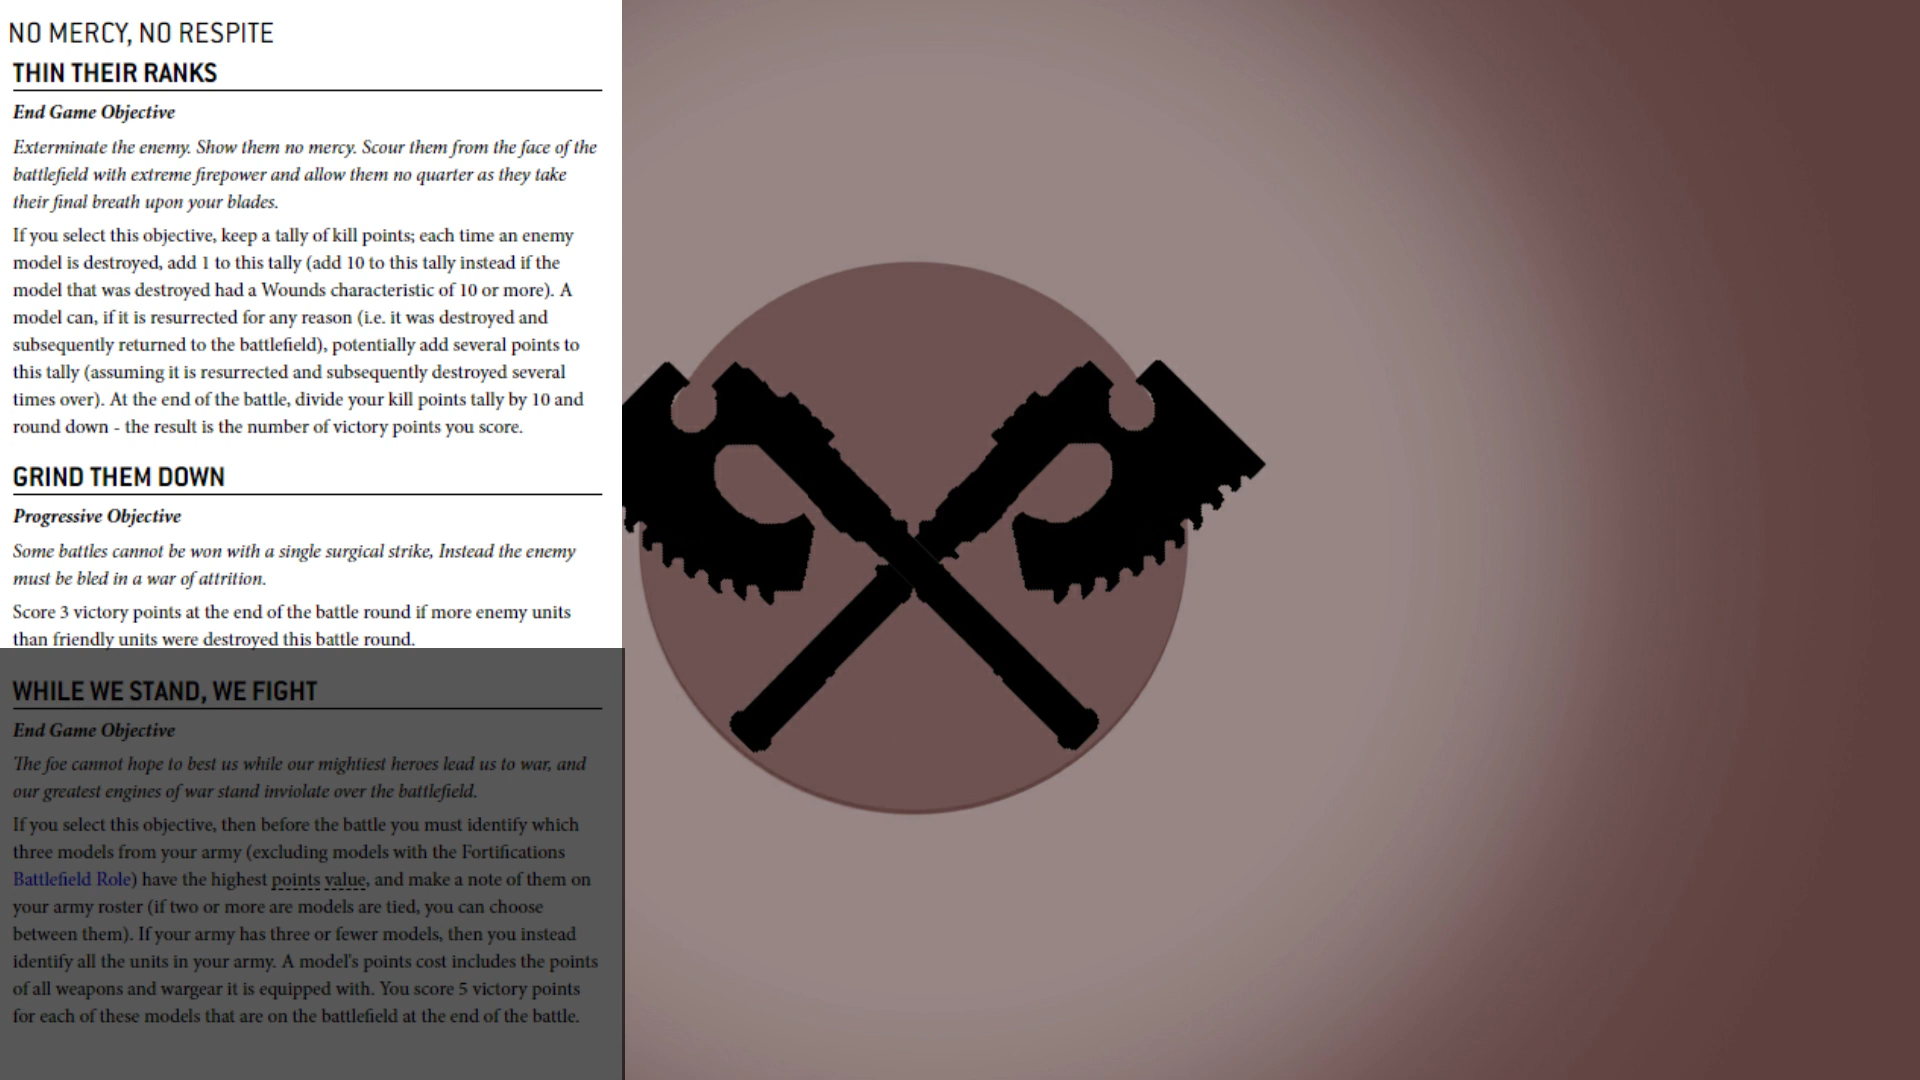 NO MERCY, NO RESPITE
THIN THEIR RANKS
End Game Objective
Exterminate the enemy. Show them no mercy. Scour them from the face of the
battlefield with extreme firepower and allow them no quarter as they take
their final breath upon your blades.
If you select this objective, keep a tally of kill points; each time an enemy
model is destroyed, add 1 to this tally (add 10 to this tally instead if the
model that was destroyed had a Wounds characteristic of 10 or more). A
model can, if it is resurrected for any reason (i.e. it was destroyed and
subsequently returned to the battlefield), potentially add several points to
this tally (assuming it is resurrected and subsequently destroyed several
times over). At the end of the battle, divide your kill points tally by 10 and
round down - the result is the number of victory points you score.
GRIND THEM DOWN
Progressive Objective
Some battles cannot be won with a single surgical strike, Instead the enemy
must be bled in a war of attrition.
Score 3 victory points at the end of the battle round if more enemy units
than friendly units were destroyed this battle round.
WHILE WE STAND, WE FIGHT
End Game Objective
The foe cannot hope to best us while our mightiest heroes lead us to war, and
our greatest engines of war stand inviolate over the battlefield.
If you select this objective, then before the battle you must identify which
three models from your army (excluding models with the Fortifications
Battlefield Role) have the highest points value, and make a note of them on
your army roster (if two or more are models are tied, you can choose
between them). If your army has three or fewer models, then you instead
identify all the units in your army. A model's points cost includes the points
of all weapons and wargear it is equipped with. You score 5 victory points
for each of these models that are on the battlefield at the end of the battle.